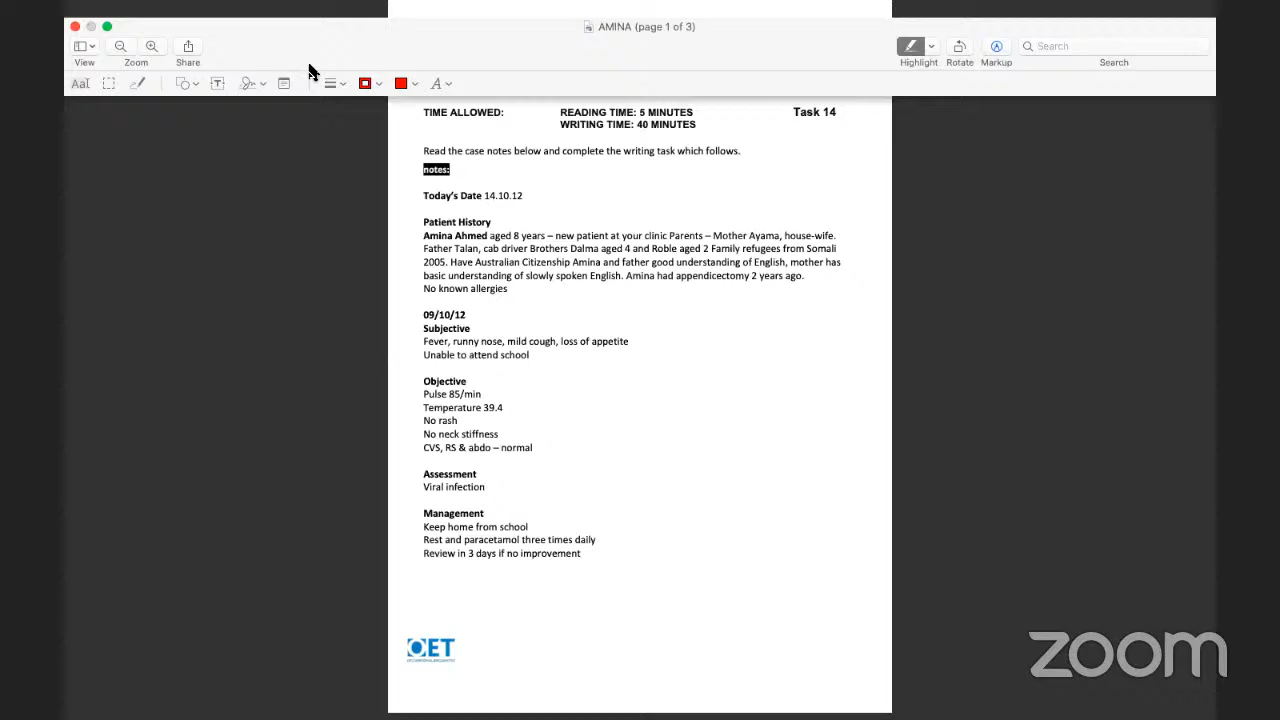 AMINA (page 1 of 3)
View
Zoom
Share
Highlight
Rotate
Markup
Search
Search
AaI
A
TIME ALLOWED: READING TIME: 5 MINUTES Task 14
WRITING TIME: 40 MINUTES
Read the case notes below and complete the writing task which follows.
notes:
Today's Date 14.10.12
Patient History
Amina Ahmed aged 8 years – new patient at your clinic Parents – Mother Ayama, house-wife.
Father Talan, cab driver Brothers Dalma aged 4 and Roble aged 2 Family refugees from Somali
2005. Have Australian Citizenship Amina and father good understanding of English, mother has
basic understanding of slowly spoken English. Amina had appendicectomy 2 years ago.
No known allergies
09/10/12
Subjective
Fever, runny nose, mild cough, loss of appetite
Unable to attend school
Objective
Pulse 85/min
Temperature 39.4
No rash
No neck stiffness
CVS, RS & abdo – normal
Assessment
Viral infection
Management
Keep home from school
Rest and paracetamol three times daily
Review in 3 days if no improvement
OET
zoom